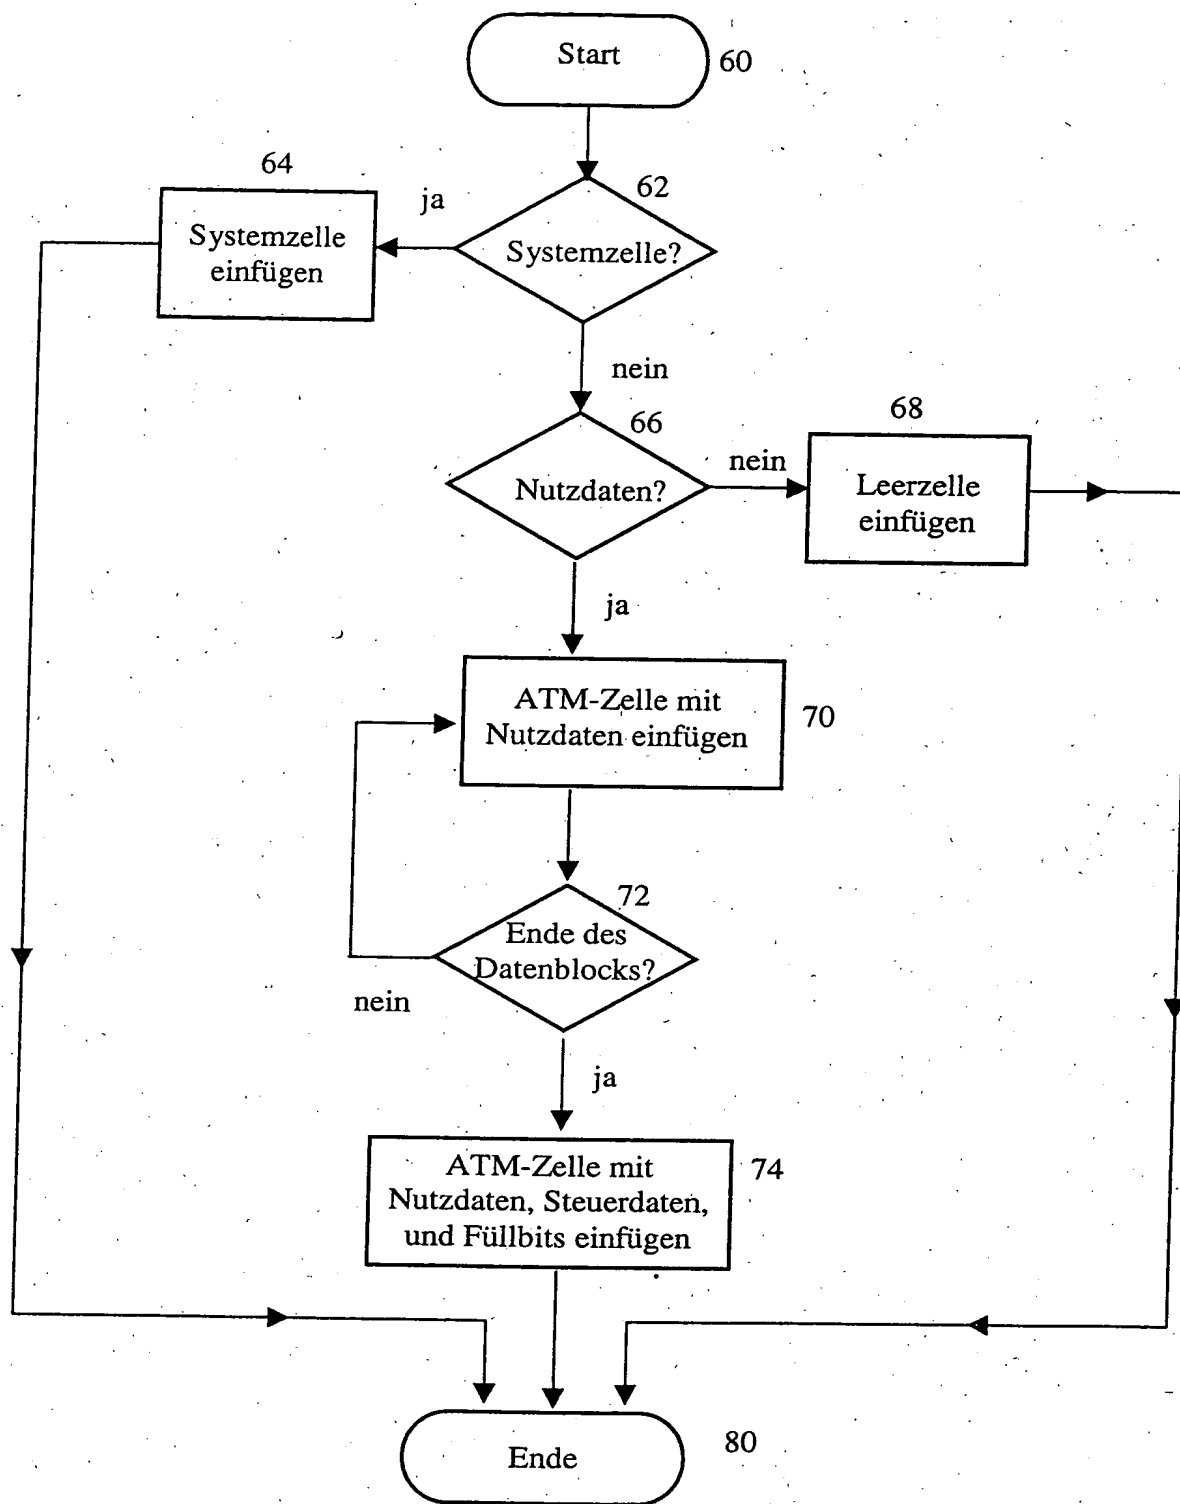 Start
60
64
62
ja
Systemzelle
einfügen
Systemzelle?
nein
66
68
nein
Nutzdaten?
Leerzelle
einfügen
ja
ATM-Zelle mit
Nutzdaten einfügen
70
72
Ende des
Datenblocks?
nein
ja
ATM-Zelle mit
Nutzdaten, Steuerdaten,
und Füllbits einfügen
74
Ende
80